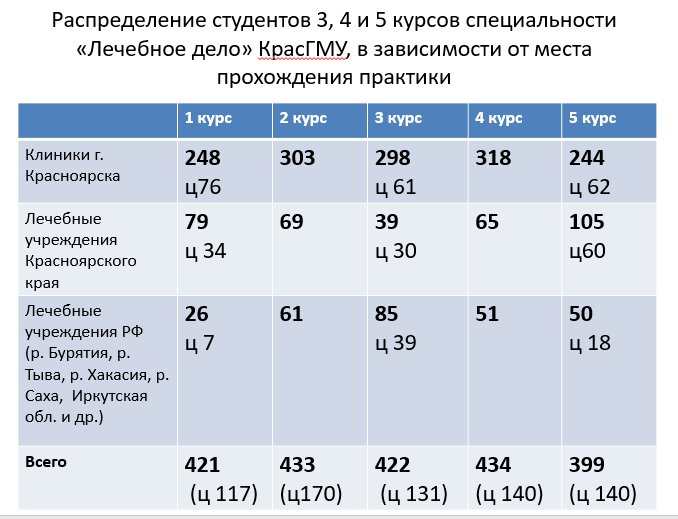 Распределение студентов 3, 4 и 5 курсов специальности
«Лечебное дело» КрасГМУ, в зависимости от места
прохождения практики
1 курс 2 курс 3 курс 4 курс 5 курс
Клиники г. Красноярска 248 ц76 303 298 ц 61 318 244 ц 62
Лечебные учреждения Красноярского края 79 ц 34 69 39 ц 30 65 105 ц60
Лечебные учреждения РФ (р. Бурятия, р. Тыва, р. Хакасия, р. Саха, Иркутская обл. и др.) 26 ц 7 61 85 ц 39 51 50 ц 18
Всего 421 (ц 117) 433 (ц170) 422 (ц 131) 434 (ц 140) 399 (ц 140)